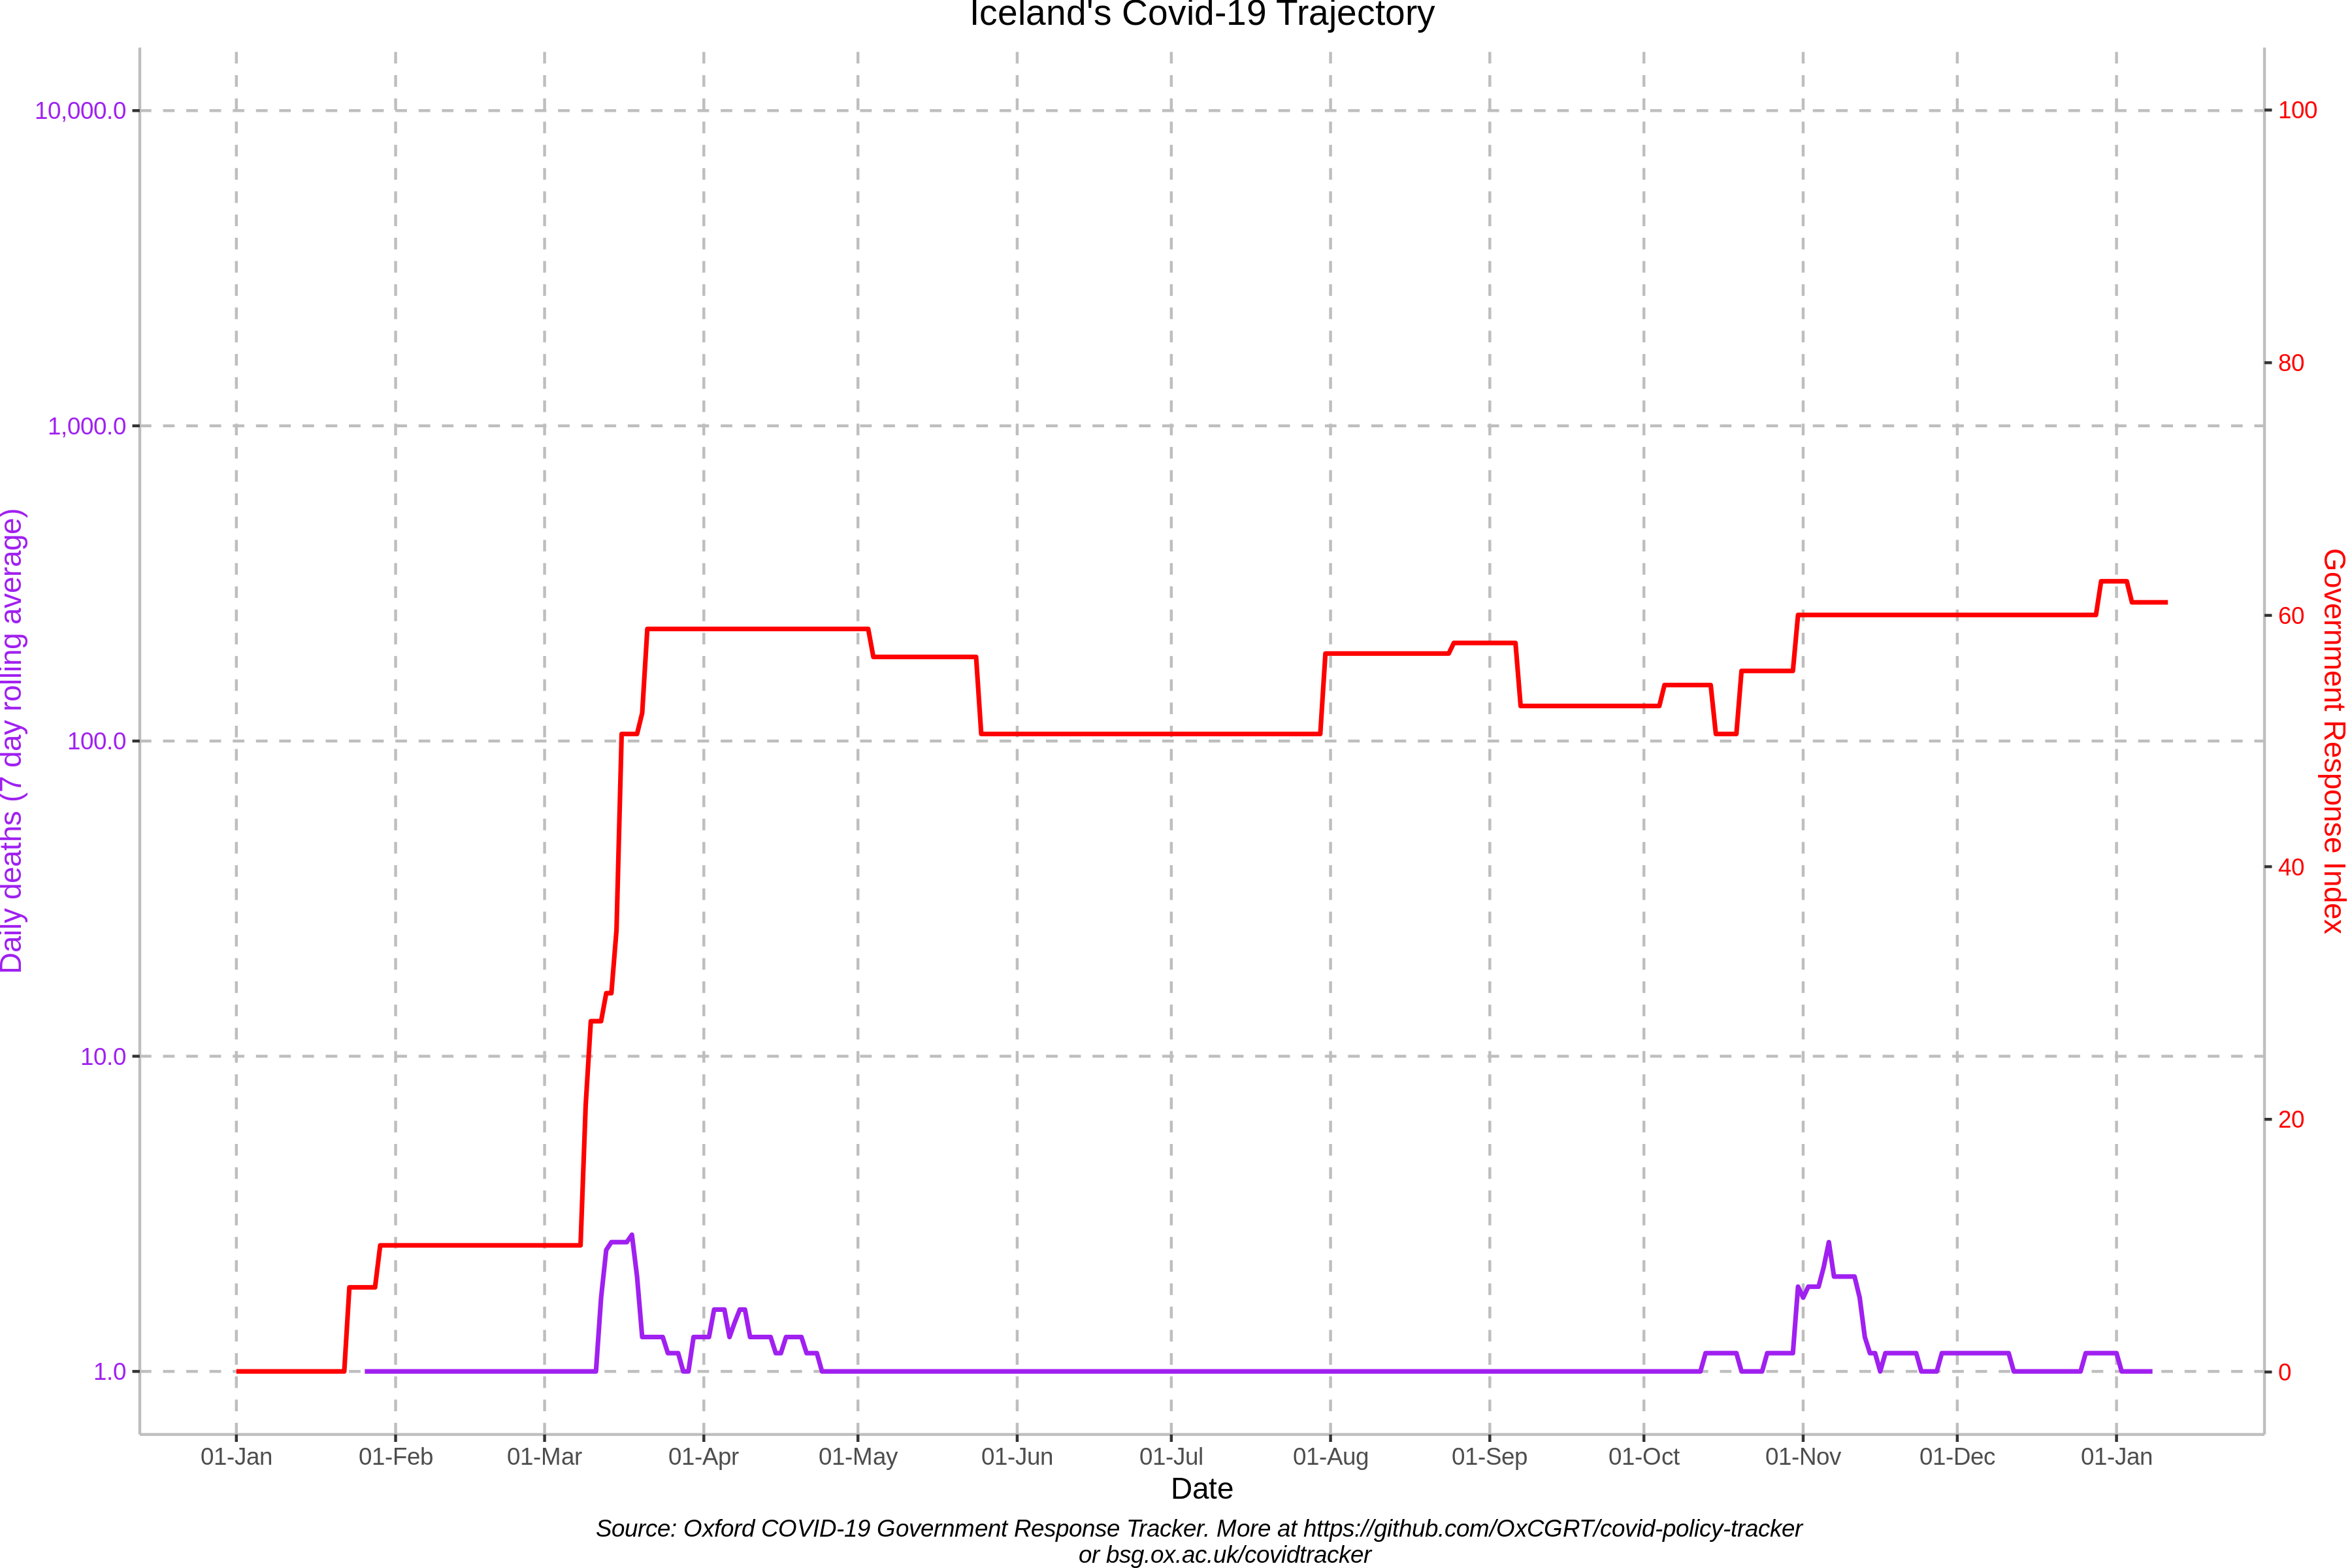 Iceland's Covid-19 Trajectory
10,000.0
1,000.0
100.0
10.0
1.0
Daily deaths (7 day rolling average)
100
80
60
40
20
0
Government Response Index
01-Jan 01-Feb 01-Mar 01-Apr 01-May 01-Jun 01-Jul 01-Aug 01-Sep 01-Oct 01-Nov 01-Dec 01-Jan
Date
Source: Oxford COVID-19 Government Response Tracker. More at https://github.com/OxCGRT/covid-policy-tracker
or bsg.ox.ac.uk/covidtracker